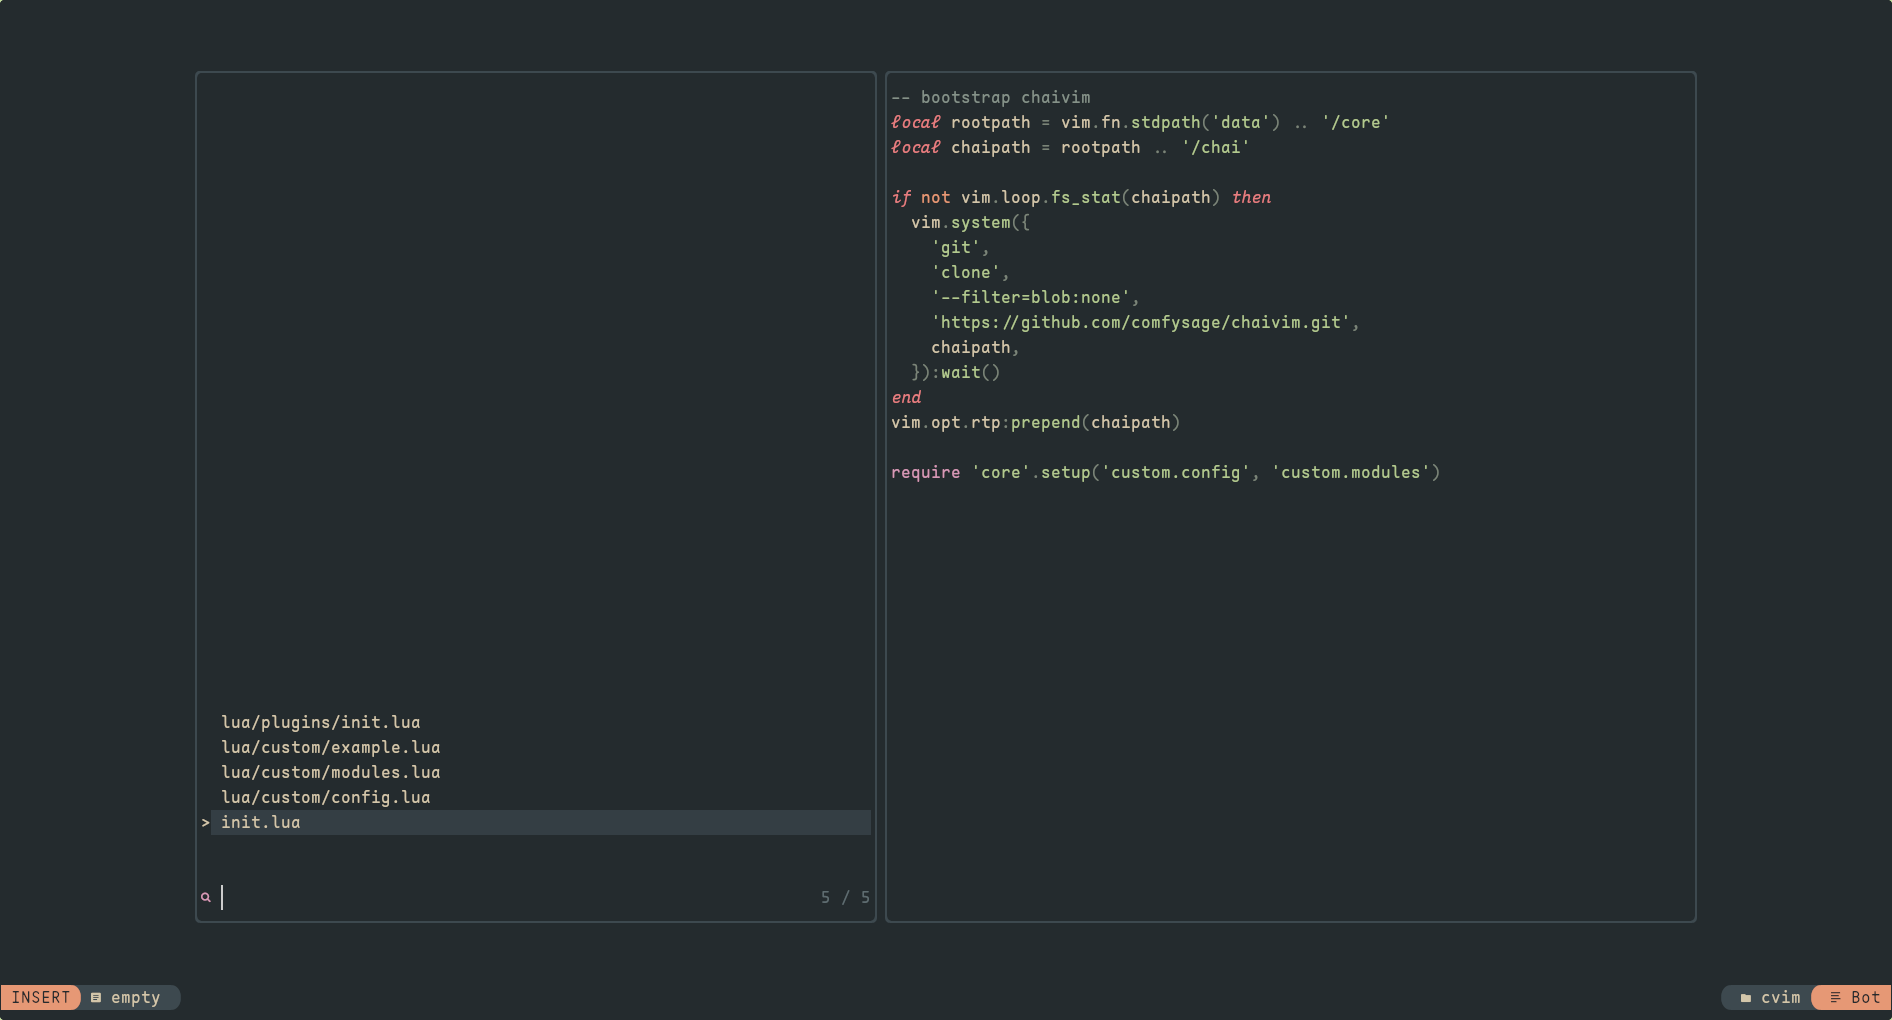 lua/plugins/init.lua
lua/custom/example.lua
lua/custom/modules.lua
lua/custom/config.lua
> init.lua
5 / 5
-- bootstrap chaivim
local rootpath = vim.fn.stdpath('data') .. '/core'
local chaipath = rootpath .. '/chai'
if not vim.loop.fs_stat(chaipath) then
  vim.system({
    'git',
    'clone',
    '--filter=blob:none',
    'https://github.com/comfysage/chaivim.git',
    chaipath,
  }):wait()
end
vim.opt.rtp:prepend(chaipath)
require 'core'.setup('custom.config', 'custom.modules')
INSERT empty
cvim Bot